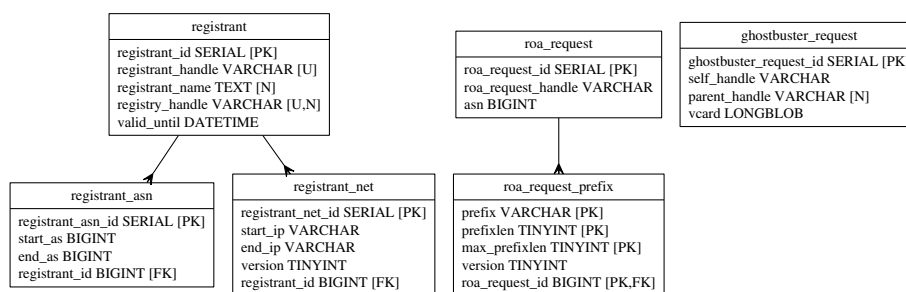 registrant
registrant_id SERIAL [PK]
registrant_handle VARCHAR [U]
registrant_name TEXT [N]
registry_handle VARCHAR [U,N]
valid_until DATETIME
roa_request
roa_request_id SERIAL [PK]
roa_request_handle VARCHAR
asn BIGINT
ghostbuster_request
ghostbuster_request_id SERIAL [PK]
self_handle VARCHAR
parent_handle VARCHAR [N]
vcard LONGBLOB
registrant_asn
registrant_asn_id SERIAL [PK]
start_as BIGINT
end_as BIGINT
registrant_id BIGINT [FK]
registrant_net
registrant_net_id SERIAL [PK]
start_ip VARCHAR
end_ip VARCHAR
version TINYINT
registrant_id BIGINT [FK]
roa_request_prefix
prefix VARCHAR [PK]
prefixlen TINYINT [PK]
max_prefixlen TINYINT [PK]
version TINYINT
roa_request_id BIGINT [PK,FK]